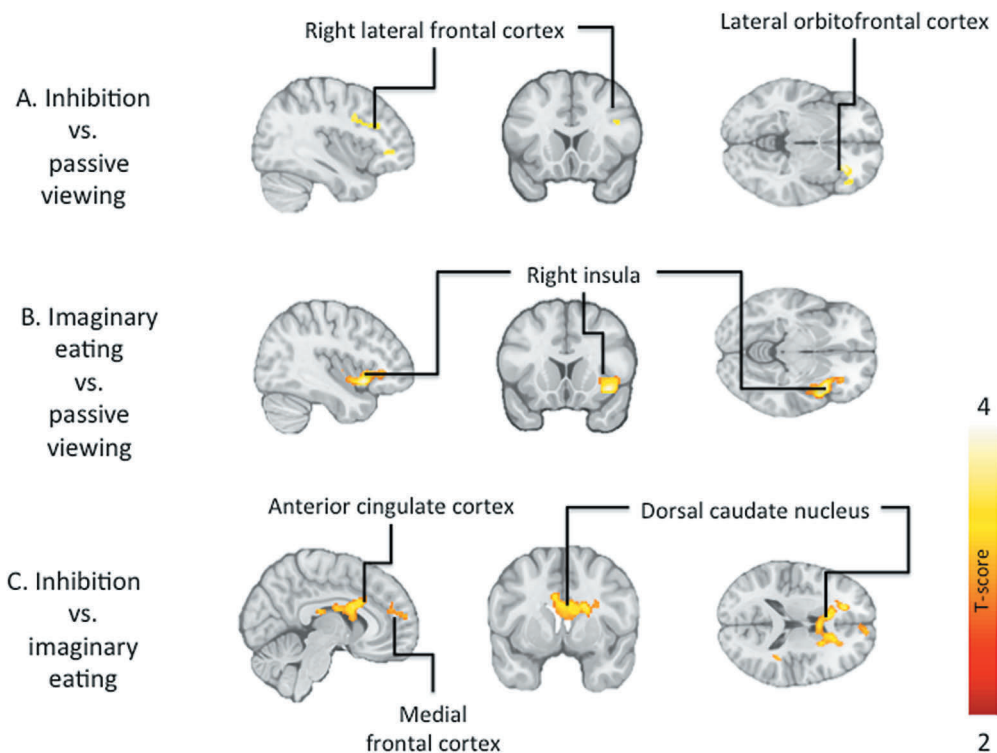 Right lateral frontal cortex
Lateral orbitofrontal cortex
A. Inhibition
vs.
passive
viewing
Right insula
B. Imaginary
eating
vs.
passive
viewing
Anterior cingulate cortex
Dorsal caudate nucleus
C. Inhibition
vs.
imaginary
eating
Medial
frontal cortex
4
T-score
2